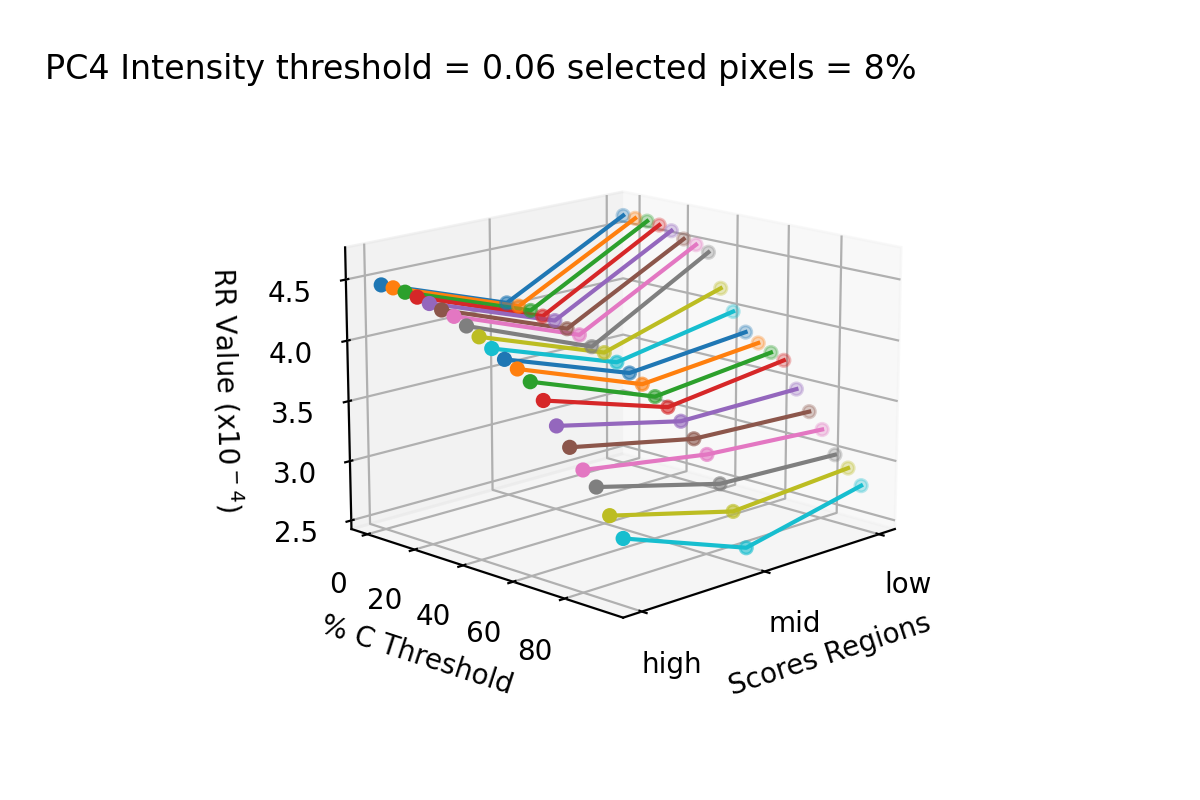 PC4 Intensity threshold = 0.06 selected pixels = 8%
RR Value (x10⁻⁴)
4.5
4.0
3.5
3.0
2.5
0
20
40
60
80
% C Threshold
low
mid
high
Scores Regions